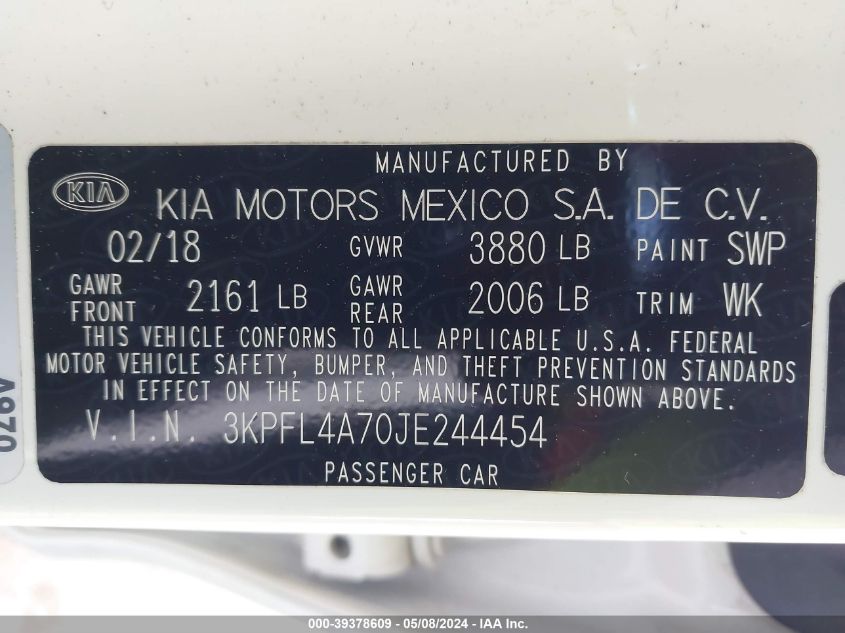 MANUFACTURED BY
KIA
KIA MOTORS MEXICO S.A. DE C.V.
02/18 GVWR 3880 LB PAINT SWP
GAWR FRONT 2161 LB GAWR REAR 2006 LB TRIM WK
THIS VEHICLE CONFORMS TO ALL APPLICABLE U.S.A. FEDERAL
MOTOR VEHICLE SAFETY, BUMPER, AND THEFT PREVENTION STANDARDS
IN EFFECT ON THE DATE OF MANUFACTURE SHOWN ABOVE.
V.I.N. 3KPFL4A70JE244454
PASSENGER CAR
000-39378609 — 05/08/2024 — IAA Inc.